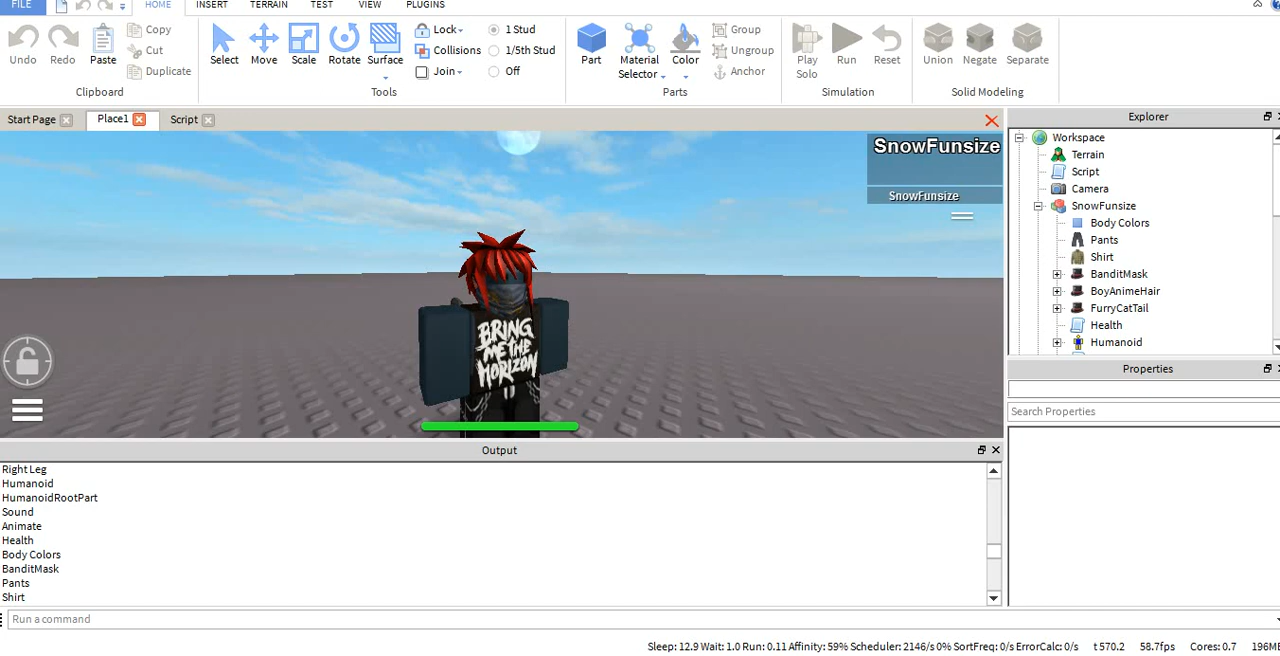 FILE HOME INSERT TERRAIN TEST VIEW PLUGINS
Undo Redo Paste Copy Cut Duplicate
Clipboard
Select Move Scale Rotate Surface Lock Collisions Join 1 Stud 1/5th Stud Off
Tools
Part Material Selector Color Group Ungroup Anchor
Parts
Play Solo Run Reset
Simulation
Union Negate Separate
Solid Modeling
Start Page Place1 Script
SnowFunsize
SnowFunsize
BRING
ME THE
HORIZON
Explorer
Workspace
Terrain
Script
Camera
SnowFunsize
Body Colors
Pants
Shirt
BanditMask
BoyAnimeHair
FurryCatTail
Health
Humanoid
Properties
Search Properties
Output
Right Leg
Humanoid
HumanoidRootPart
Sound
Animate
Health
Body Colors
BanditMask
Pants
Shirt
Run a command
Sleep: 12.9 Wait: 1.0 Run: 0.11 Affinity: 59% Scheduler: 2146/s 0% SortFreq: 0/s ErrorCalc: 0/s t 570.2 58.7fps Cores: 0.7